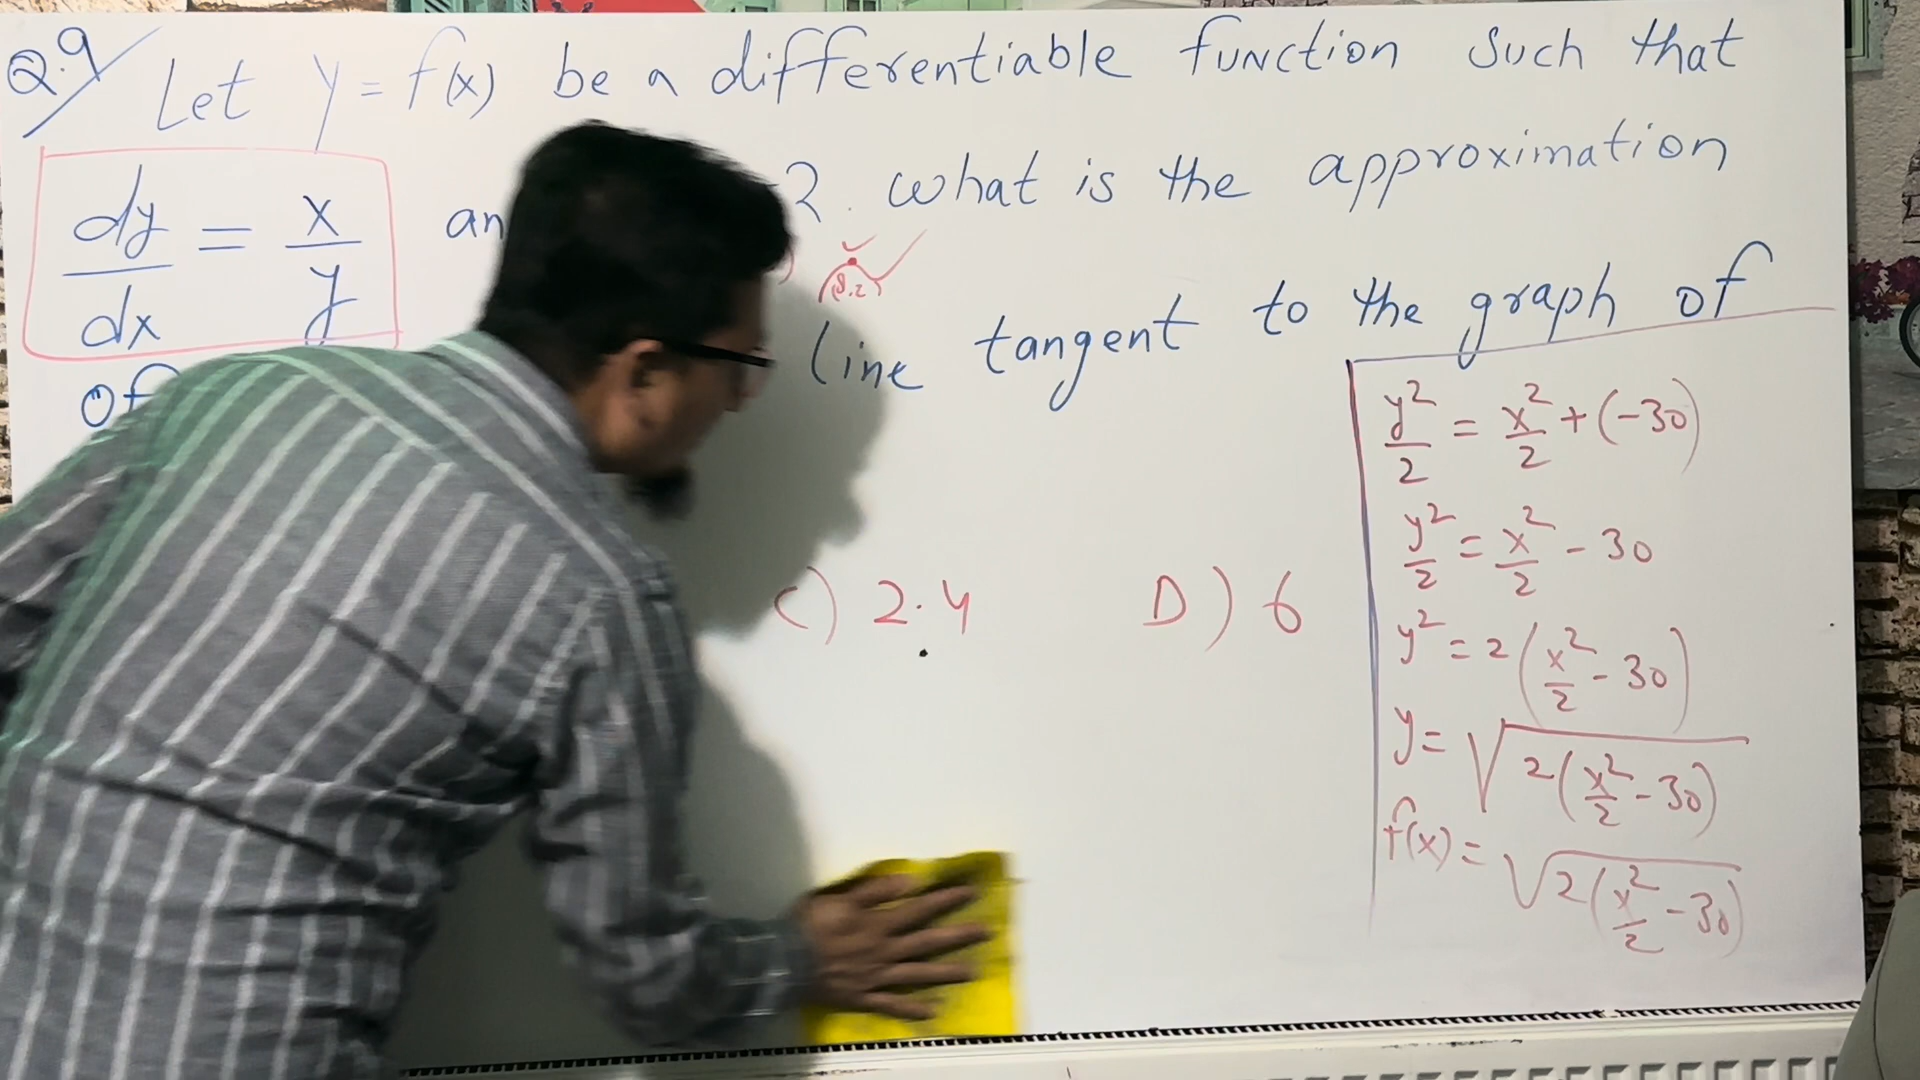 Q.9 Let y = f(x) be a differentiable function such that
dy/dx = x/y an 2. what is the approximation
(8,2)
of line tangent to the graph of
C) 2.4 D) 6
y²/2 = x²/2 + (-30)
y²/2 = x²/2 - 30
y² = 2(x²/2 - 30)
y = √2(x²/2 - 30)
f(x) = √2(x²/2 - 30)